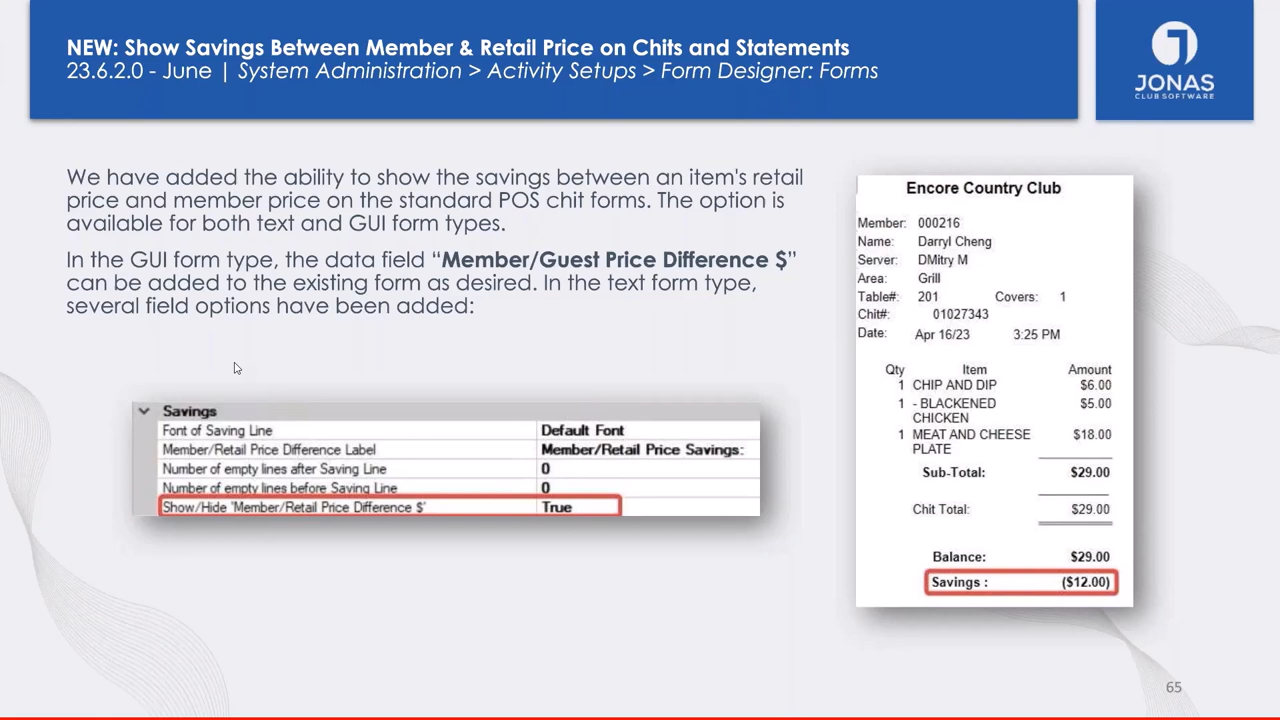 NEW: Show Savings Between Member & Retail Price on Chits and Statements
23.6.2.0 - June | System Administration > Activity Setups > Form Designer: Forms
JONAS
CLUB SOFTWARE
We have added the ability to show the savings between an item's retail
price and member price on the standard POS chit forms. The option is
available for both text and GUI form types.
In the GUI form type, the data field “Member/Guest Price Difference $”
can be added to the existing form as desired. In the text form type,
several field options have been added:
Savings
Font of Saving Line Default Font
Member/Retail Price Difference Label Member/Retail Price Savings:
Number of empty lines after Saving Line 0
Number of empty lines before Saving Line 0
Show/Hide 'Member/Retail Price Difference $' True
Encore Country Club
Member: 000216
Name: Darryl Cheng
Server: DMitry M
Area: Grill
Table#: 201 Covers: 1
Chit#: 01027343
Date: Apr 16/23 3:25 PM
Qty Item Amount
1 CHIP AND DIP $6.00
1 - BLACKENED $5.00
CHICKEN
1 MEAT AND CHEESE $18.00
PLATE
Sub-Total: $29.00
Chit Total: $29.00
Balance: $29.00
Savings : ($12.00)
65